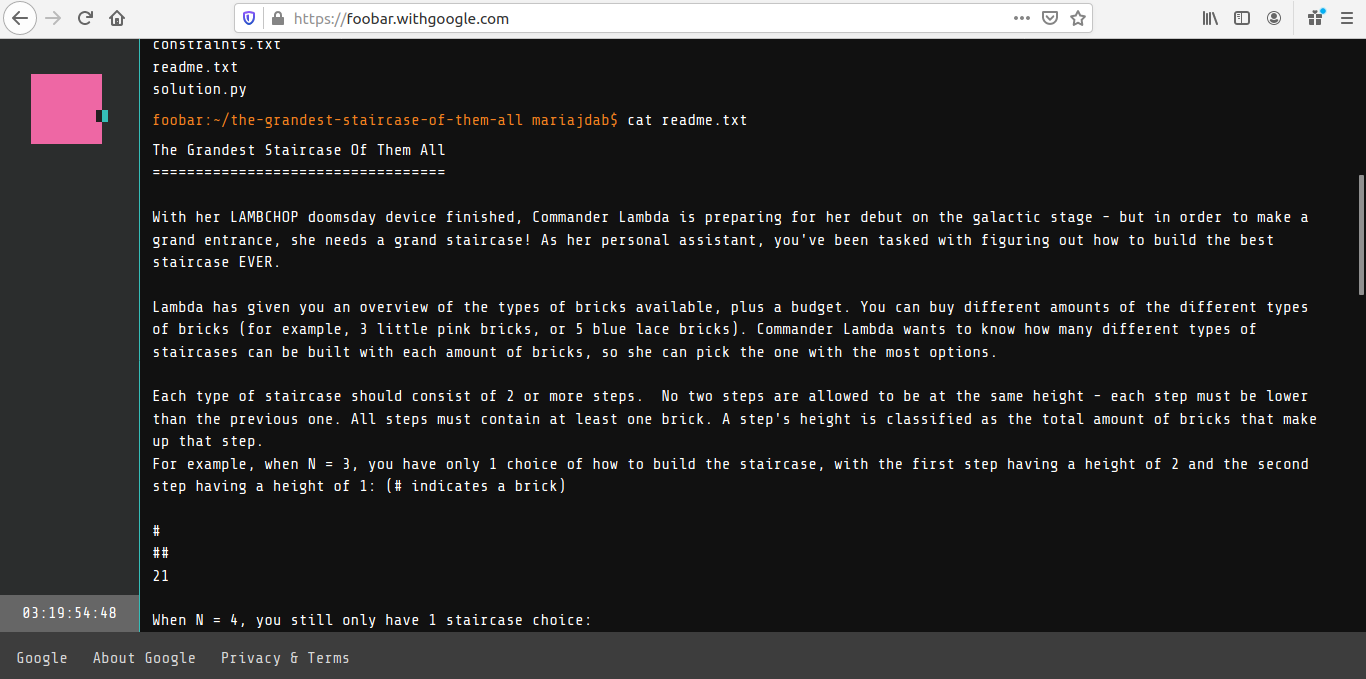 https://foobar.withgoogle.com
constraints.txt
readme.txt
solution.py
foobar:~/the-grandest-staircase-of-them-all mariajdab$ cat readme.txt
The Grandest Staircase Of Them All
==================================
With her LAMBCHOP doomsday device finished, Commander Lambda is preparing for her debut on the galactic stage - but in order to make a
grand entrance, she needs a grand staircase! As her personal assistant, you've been tasked with figuring out how to build the best
staircase EVER.
Lambda has given you an overview of the types of bricks available, plus a budget. You can buy different amounts of the different types
of bricks (for example, 3 little pink bricks, or 5 blue lace bricks). Commander Lambda wants to know how many different types of
staircases can be built with each amount of bricks, so she can pick the one with the most options.
Each type of staircase should consist of 2 or more steps.  No two steps are allowed to be at the same height - each step must be lower
than the previous one. All steps must contain at least one brick. A step's height is classified as the total amount of bricks that make
up that step.
For example, when N = 3, you have only 1 choice of how to build the staircase, with the first step having a height of 2 and the second
step having a height of 1: (# indicates a brick)
#
##
21
When N = 4, you still only have 1 staircase choice:
03:19:54:48
Google About Google Privacy & Terms